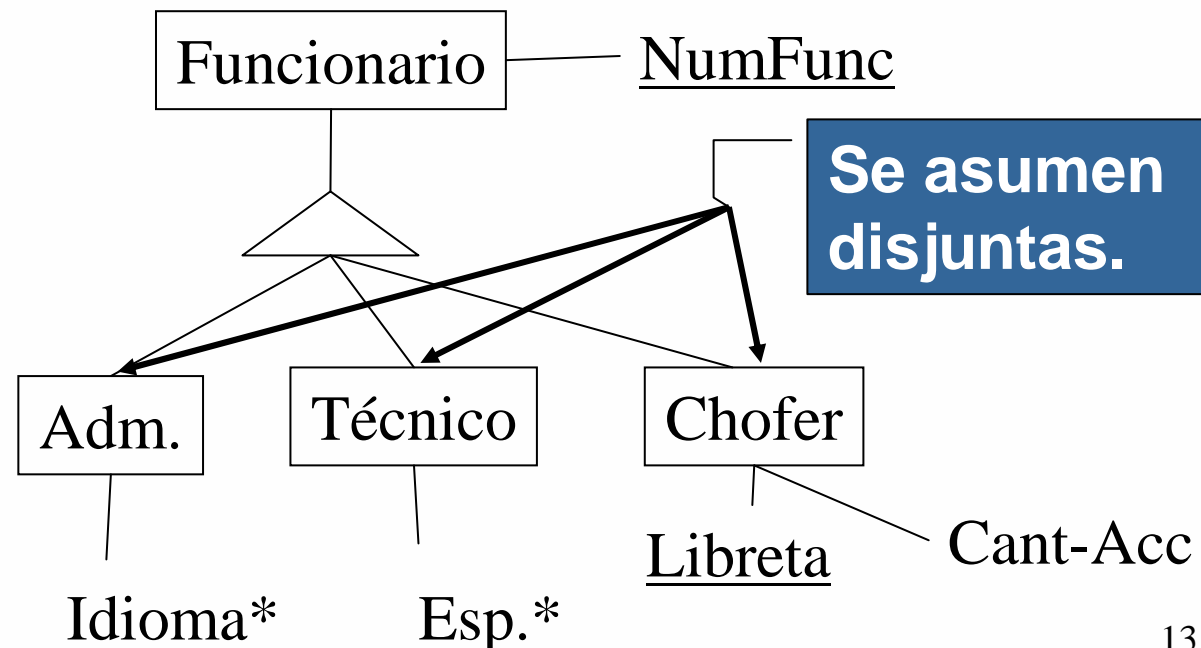 Funcionario
NumFunc
Se asumen
disjuntas.
Adm.
Técnico
Chofer
Libreta
Cant-Acc
Idioma*
Esp.*
13